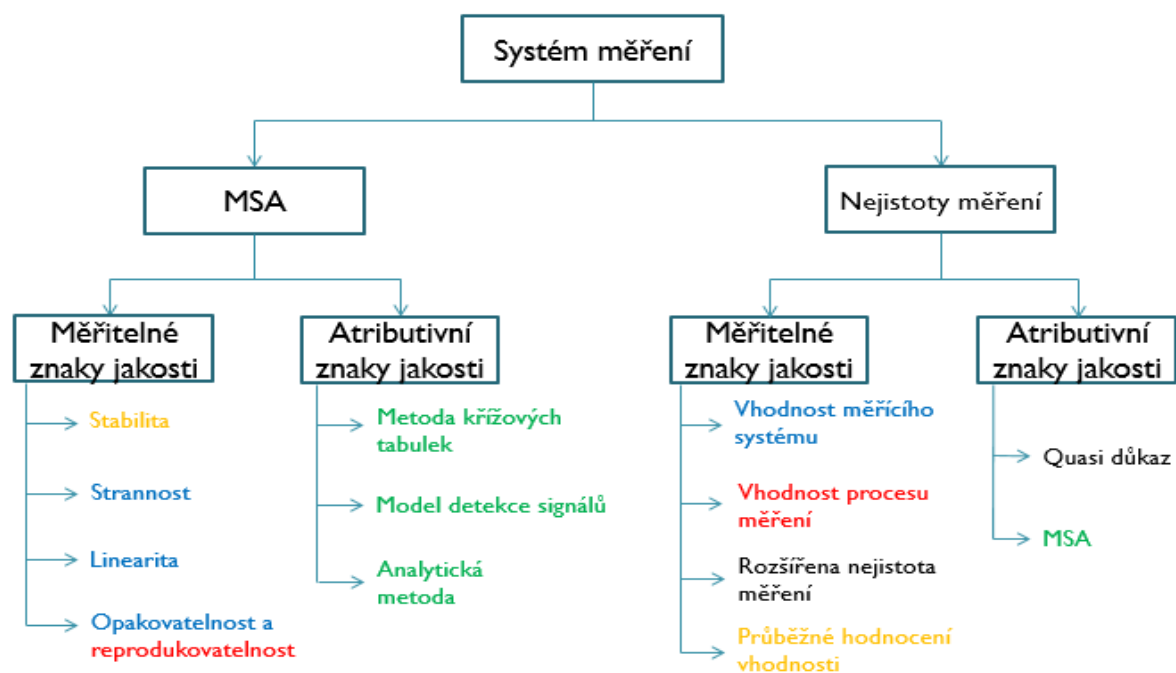 Systém měření
MSA
Nejistoty měření
Měřitelné
znaky jakosti
Stabilita
Strannost
Linearita
Opakovatelnost a
reprodukovatelnost
Atributivní
znaky jakosti
Metoda křížových
tabulek
Model detekce signálů
Analytická
metoda
Měřitelné
znaky jakosti
Vhodnost měřícího
systému
Vhodnost procesu
měření
Rozšířena nejistota
měření
Průběžné hodnocení
vhodnosti
Atributivní
znaky jakosti
Quasi důkaz
MSA